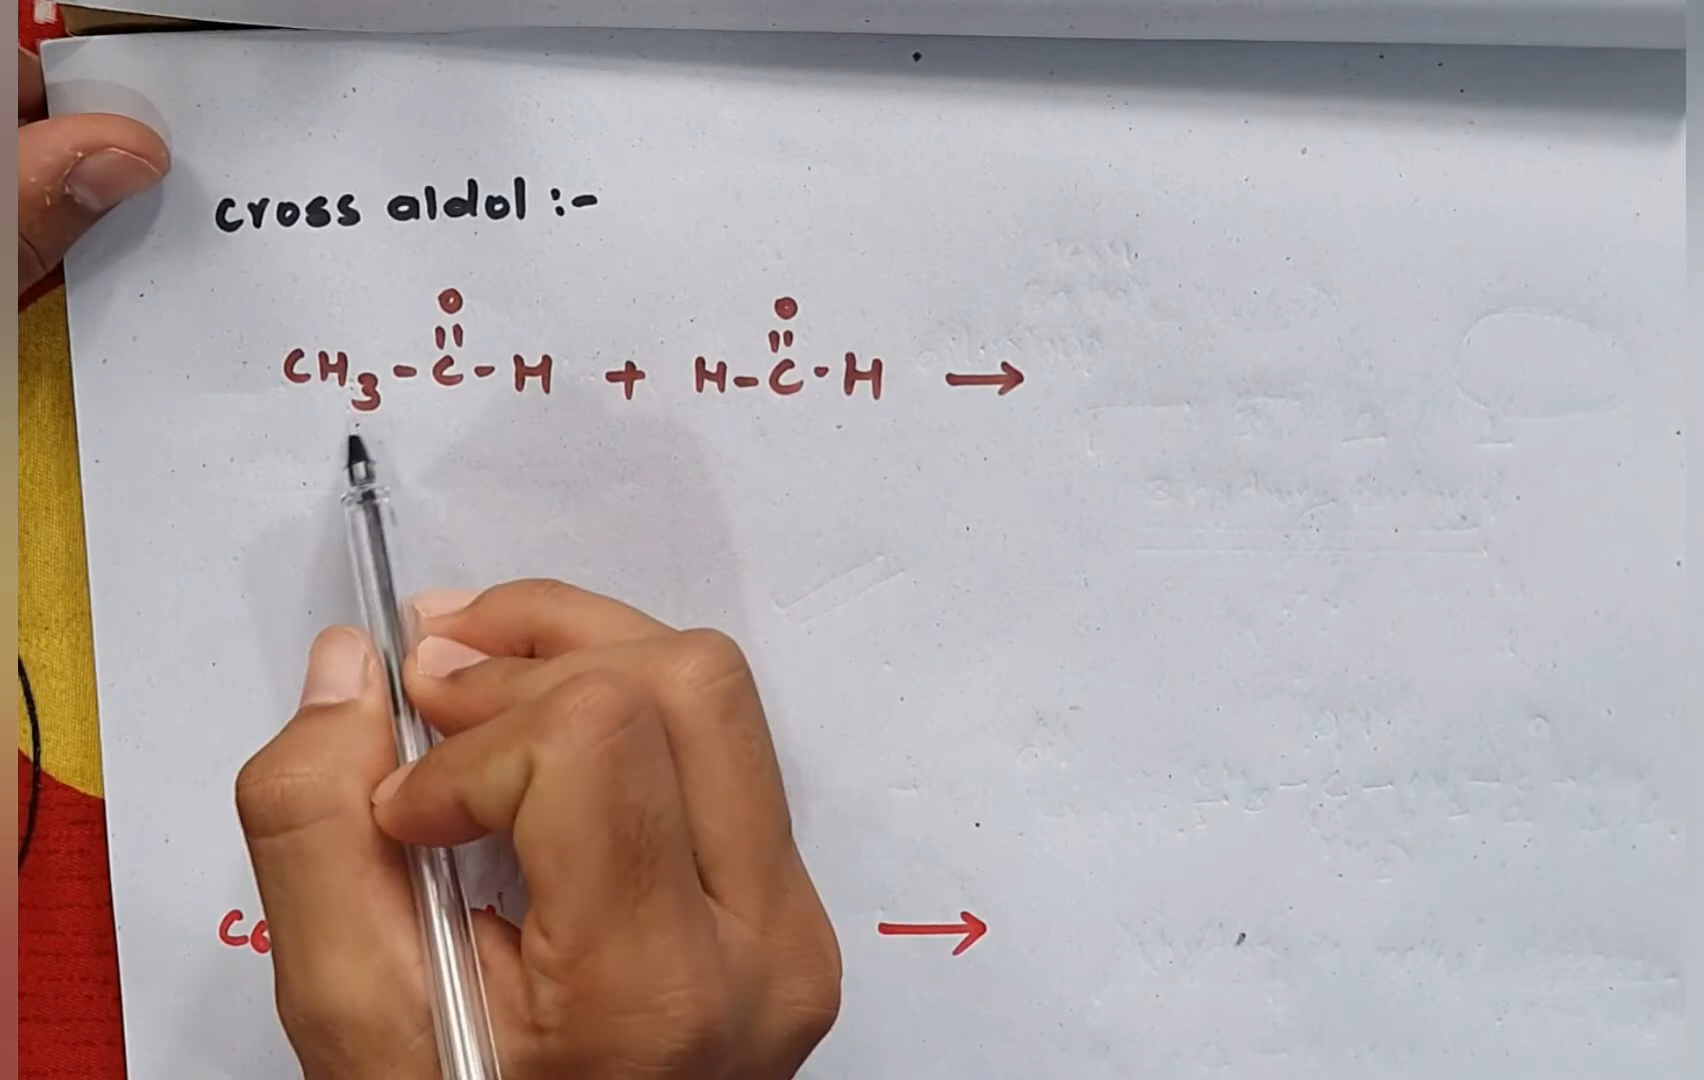 cross aldol :-
O O
CH₃-C-H + H-C-H →
→